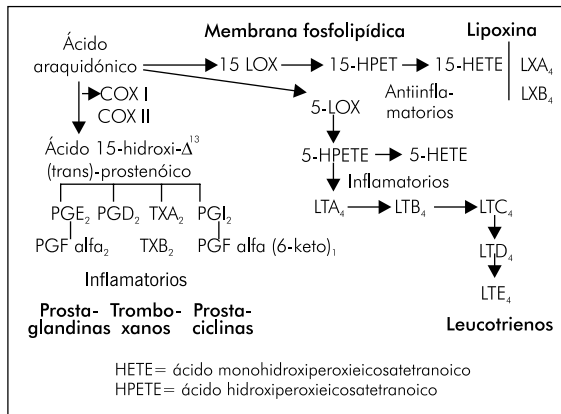 Membrana fosfolipídica Lipoxina
Ácido
araquidónico
15 LOX 15-HPET 15-HETE LXA₄
LXB₄
Antiinfla-
matorios
COX I
COX II
5-LOX
Ácido 15-hidroxi-Δ¹³
(trans)-prostenóico
5-HPETE 5-HETE
Inflamatorios
LTA₄ LTB₄ LTC₄
LTD₄
LTE₄
Leucotrienos
PGE₂ PGD₂ TXA₂ PGI₂
PGF alfa₂ TXB₂ PGF alfa (6-keto)₁
Inflamatorios
Prosta-
glandinas
Trombo-
xanos
Prosta-
ciclinas
HETE= ácido monohidroxiperoxieicosatetranoico
HPETE= ácido hidroxiperoxieicosatetranoico